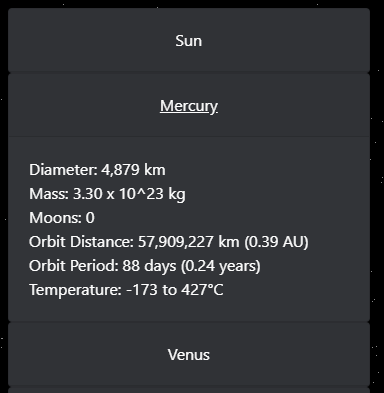 Sun
Mercury
Diameter: 4,879 km
Mass: 3.30 x 10^23 kg
Moons: 0
Orbit Distance: 57,909,227 km (0.39 AU)
Orbit Period: 88 days (0.24 years)
Temperature: -173 to 427°C
Venus